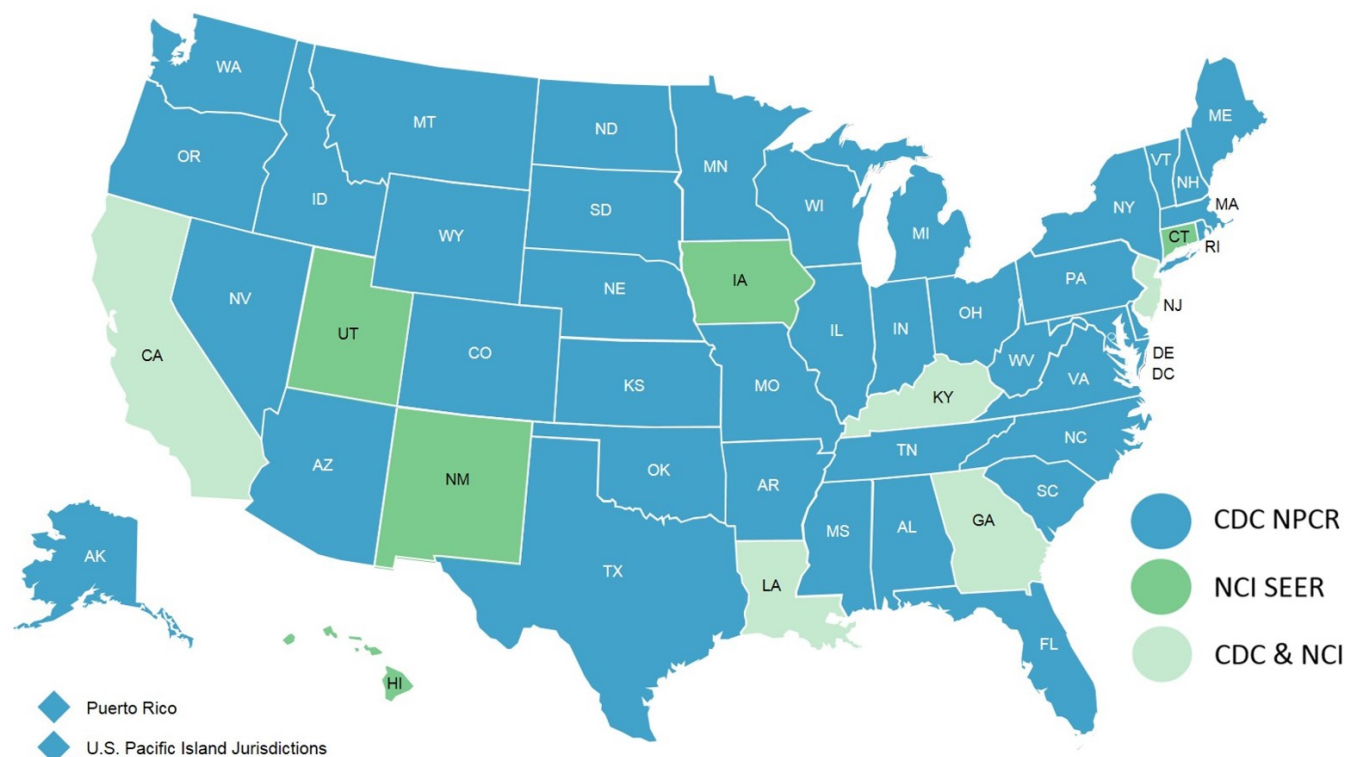 WA
MT
ND
MN
ME
VT
NH
OR
ID
SD
WI
NY
MA
WY
MI
CT
RI
NV
UT
NE
IA
PA
NJ
CA
CO
IL
IN
OH
DE
WV
DC
KS
MO
VA
KY
AZ
NM
OK
AR
TN
NC
SC
MS
AL
GA
CDC NPCR
AK
TX
LA
NCI SEER
FL
CDC & NCI
HI
Puerto Rico
U.S. Pacific Island Jurisdictions